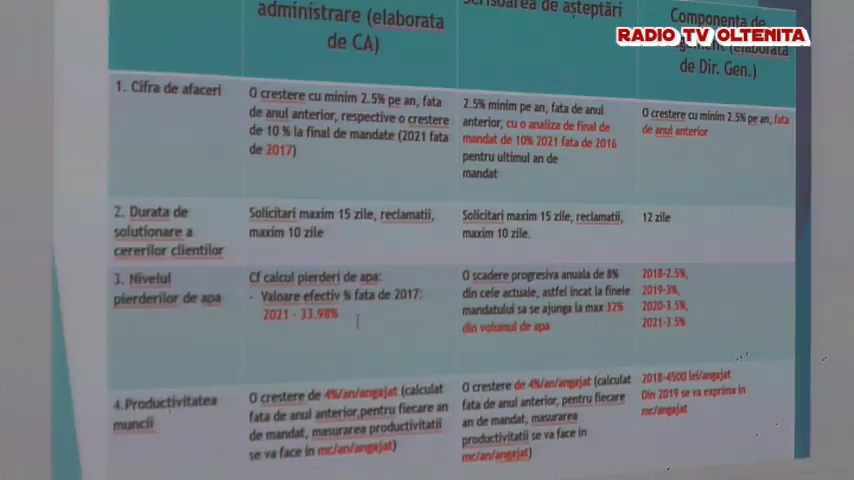 administrare (elaborata
de CA)
Scrisoarea de așteptări
Componenta de
(elaborata
de Dir. Gen.)
RADIO TV OLTENITA
1. Cifra de afaceri
O crestere cu minim 2.5% pe an, fata
de anul anterior, respective o crestere
de 10 % la final de mandate (2021 fata
de 2017)
2.5% minim pe an, fata de anul
anterior, cu o analiza de final de
mandat de 10% 2021 fata de 2016
pentru ultimul an de
mandat
O crestere cu minim 2.5% pe an, fata
de anul anterior
2. Durata de
solutionare a
cererilor clientilor
Solicitari maxim 15 zile, reclamatii,
maxim 10 zile
Solicitari maxim 15 zile, reclamatii,
maxim 10 zile.
12 zile
3. Nivelul
pierderilor de apa
Cf calcul pierderi de apa:
- Valoare efectiv % fata de 2017:
2021 - 33.98%
O scadere progresiva anuala de 8%
din cele actuale, astfel incat la finele
mandatului sa se ajunga la max 32%
din volumul de apa
2018-2.5%,
2019-3%,
2020-3.5%,
2021-3.5%
4.Productivitatea
muncii
O crestere de 4%/an/angajat (calculat
fata de anul anterior,pentru fiecare an
de mandat, masurarea productivitatii
se va face in mc/an/angajat)
O crestere de 4%/an/angajat (calculat
fata de anul anterior, pentru fiecare
an de mandat, masurarea
productivitatii se va face in
mc/an/angajat)
2018-4500 lei/angajat
Din 2019 se va exprima in
mc/angajat